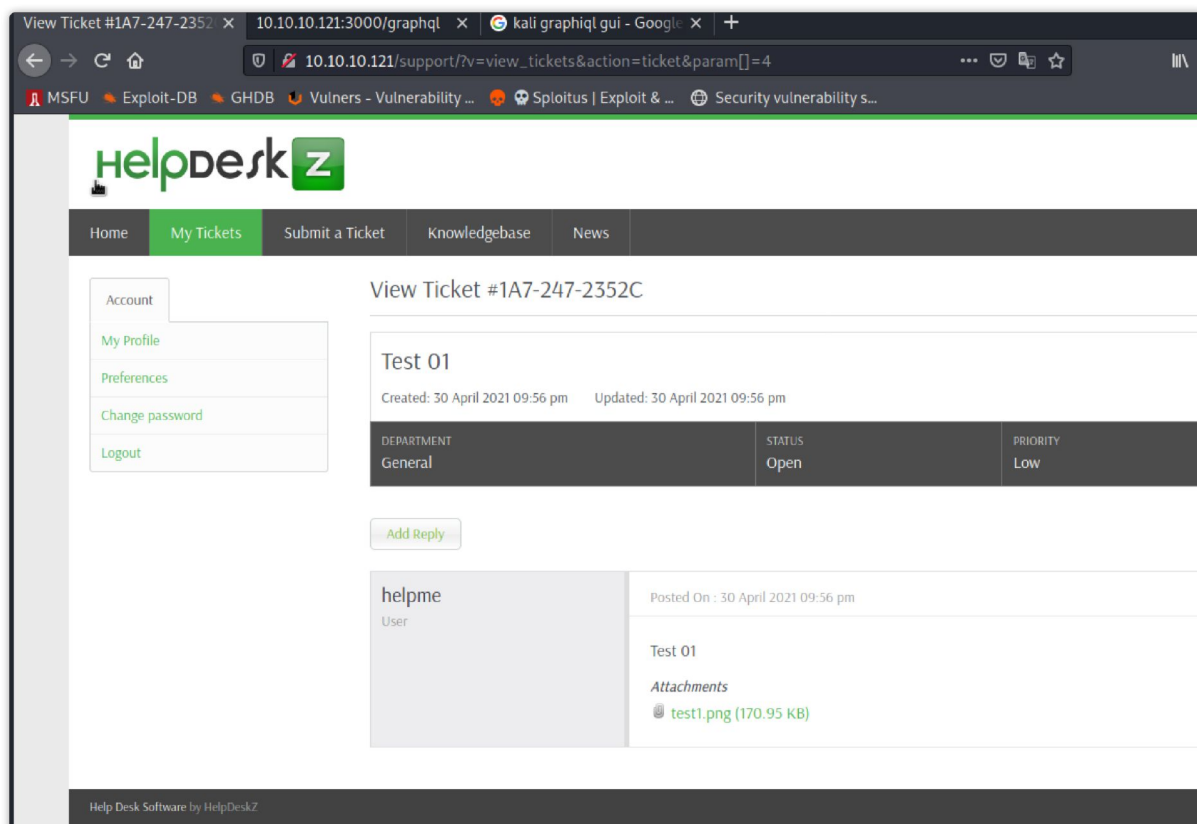 View Ticket #1A7-247-2352 10.10.10.121:3000/graphql kali graphiql gui - Google
10.10.10.121/support/?v=view_tickets&action=ticket&param[]=4
MSFU Exploit-DB GHDB Vulners - Vulnerability ... Sploitus | Exploit & ... Security vulnerability s...
HelpDeskZ
Home My Tickets Submit a Ticket Knowledgebase News
Account
My Profile
Preferences
Change password
Logout
View Ticket #1A7-247-2352C
Test 01
Created: 30 April 2021 09:56 pm Updated: 30 April 2021 09:56 pm
DEPARTMENT STATUS PRIORITY
General Open Low
Add Reply
helpme
User
Posted On : 30 April 2021 09:56 pm
Test 01
Attachments
test1.png (170.95 KB)
Help Desk Software by HelpDeskZ